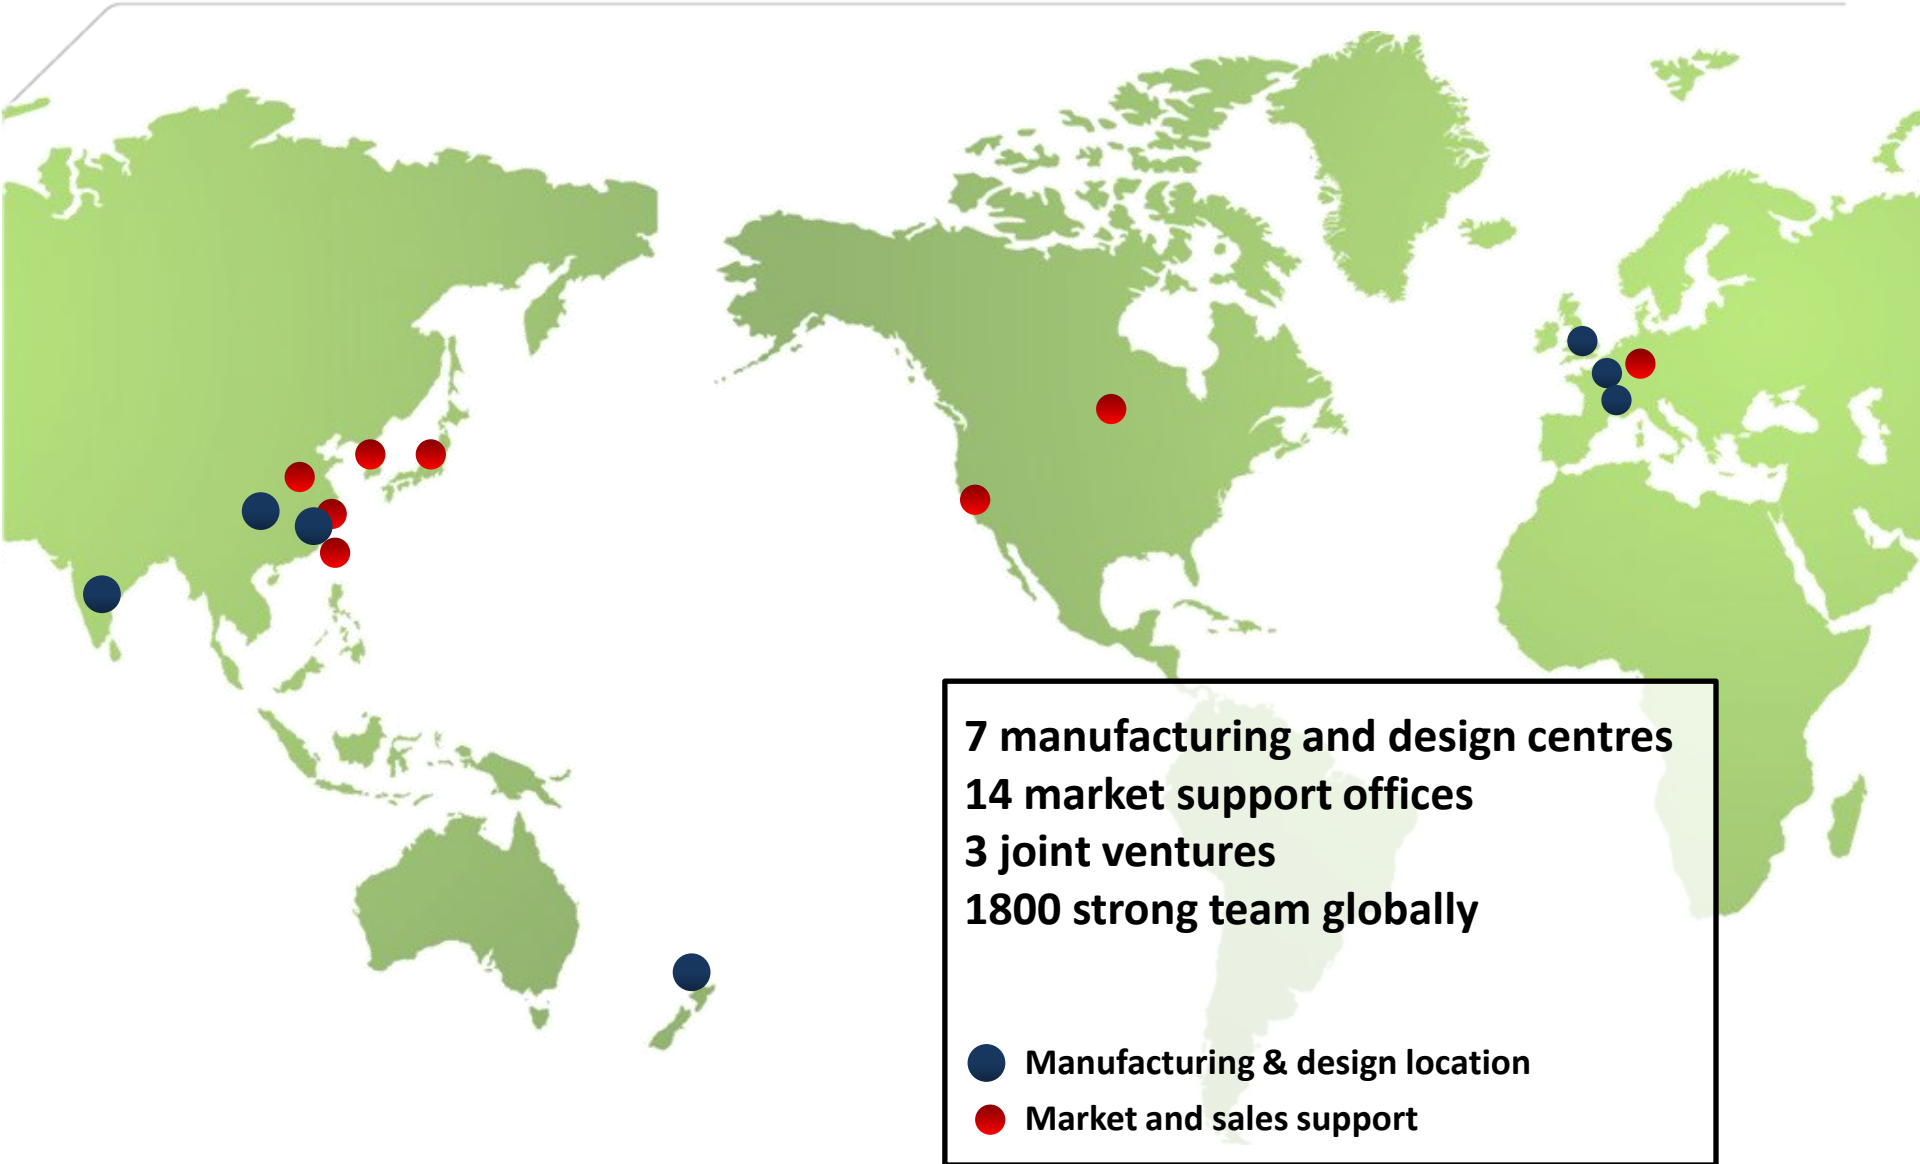 7 manufacturing and design centres
14 market support offices
3 joint ventures
1800 strong team globally
Manufacturing & design location
Market and sales support